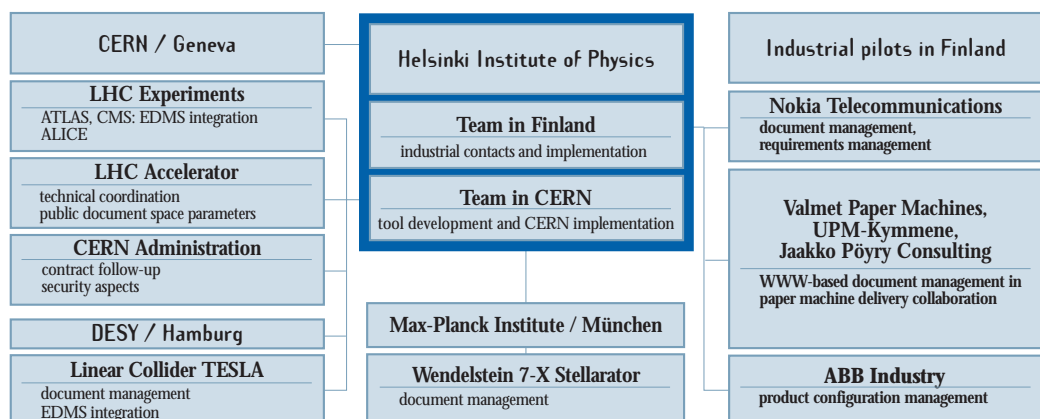 CERN / Geneva
LHC Experiments
ATLAS, CMS: EDMS integration
ALICE
LHC Accelerator
technical coordination
public document space parameters
CERN Administration
contract follow-up
security aspects
DESY / Hamburg
Linear Collider TESLA
document management
EDMS integration
Helsinki Institute of Physics
Team in Finland
industrial contacts and implementation
Team in CERN
tool development and CERN implementation
Max-Planck Institute / München
Wendelstein 7-X Stellarator
document management
Industrial pilots in Finland
Nokia Telecommunications
document management,
requirements management
Valmet Paper Machines,
UPM-Kymmene,
Jaakko Pöyry Consulting
WWW-based document management in
paper machine delivery collaboration
ABB Industry
product configuration management